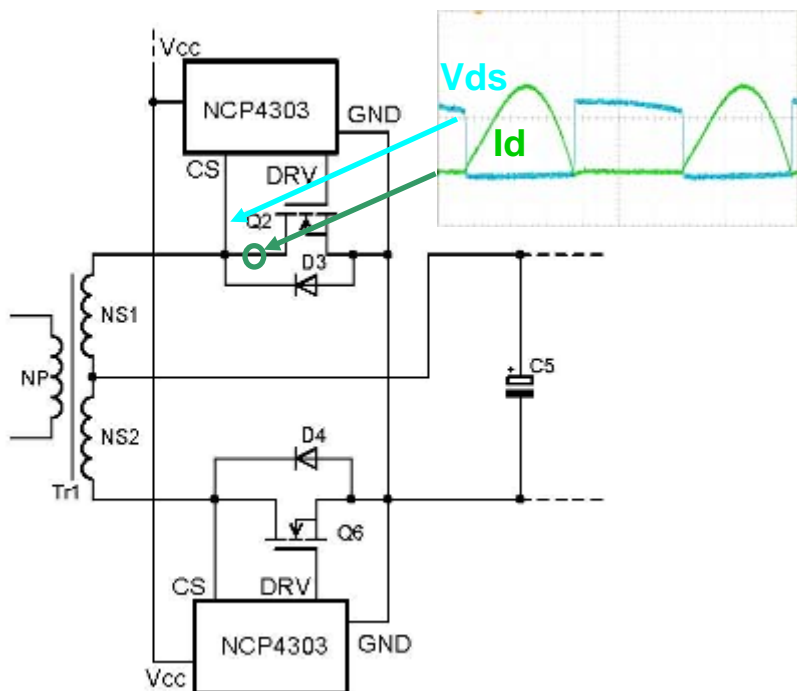 Vcc
NCP4303
GND
CS
DRV
Vds
Id
Q2
D3
NS1
NP
NS2
Tr1
+
C5
D4
Q6
CS
DRV
NCP4303
GND
Vcc